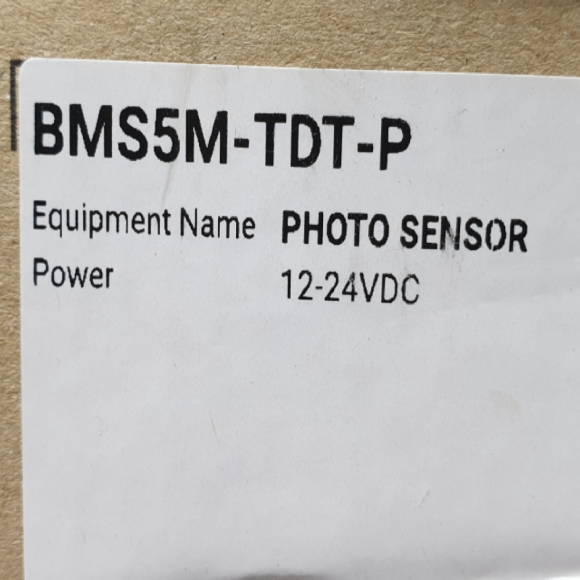 BMS5M-TDT-P
Equipment Name PHOTO SENSOR
Power 12-24VDC